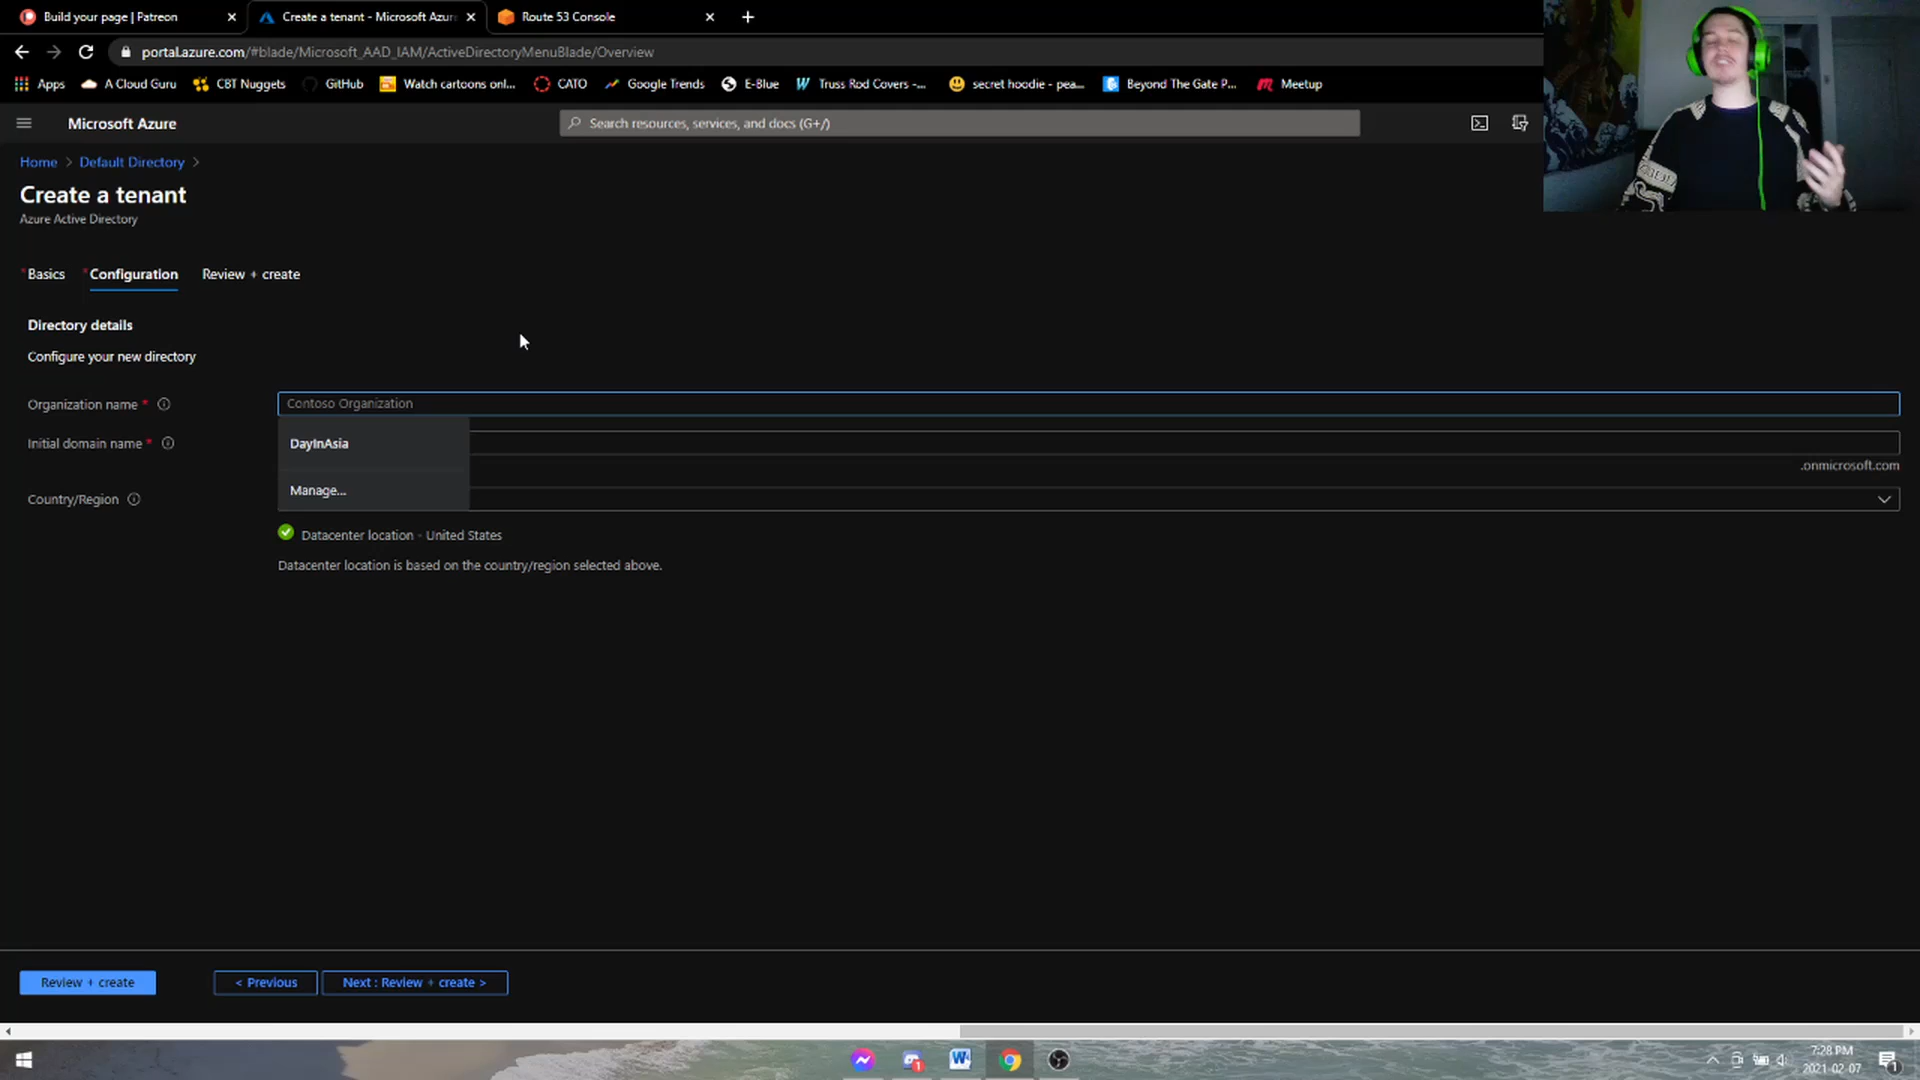 Build your page | Patreon
Create a tenant - Microsoft Azur
Route 53 Console
portal.azure.com/#blade/Microsoft_AAD_IAM/ActiveDirectoryMenuBlade/Overview
Apps
A Cloud Guru
CBT Nuggets
GitHub
Watch cartoons onl...
CATO
Google Trends
E-Blue
Truss Rod Covers -...
secret hoodie - pea...
Beyond The Gate P...
Meetup
Microsoft Azure
Search resources, services, and docs (G+/)
Home > Default Directory >
Create a tenant
Azure Active Directory
* Basics * Configuration Review + create
Directory details
Configure your new directory
Organization name *
Contoso Organization
DayInAsia
Initial domain name *
.onmicrosoft.com
Manage...
Country/Region
Datacenter location - United States
Datacenter location is based on the country/region selected above.
Review + create
< Previous
Next : Review + create >
7:28 PM
2021-02-07